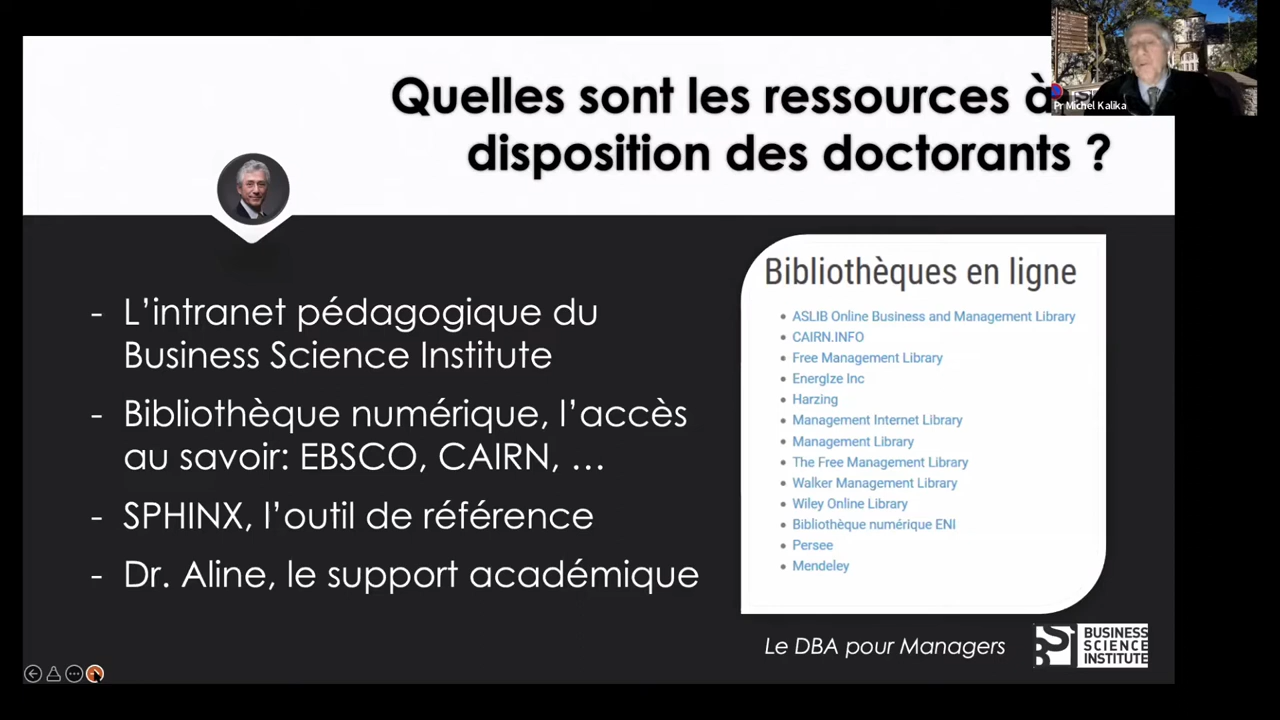 Quelles sont les ressources à
disposition des doctorants ?
Pr Michel Kalika
- L’intranet pédagogique du
Business Science Institute
- Bibliothèque numérique, l’accès
au savoir: EBSCO, CAIRN, …
- SPHINX, l’outil de référence
- Dr. Aline, le support académique
Bibliothèques en ligne
• ASLIB Online Business and Management Library
• CAIRN.INFO
• Free Management Library
• EnergIze Inc
• Harzing
• Management Internet Library
• Management Library
• The Free Management Library
• Walker Management Library
• Wiley Online Library
• Bibliothèque numérique ENI
• Persee
• Mendeley
Le DBA pour Managers
BUSINESS
SCIENCE
INSTITUTE